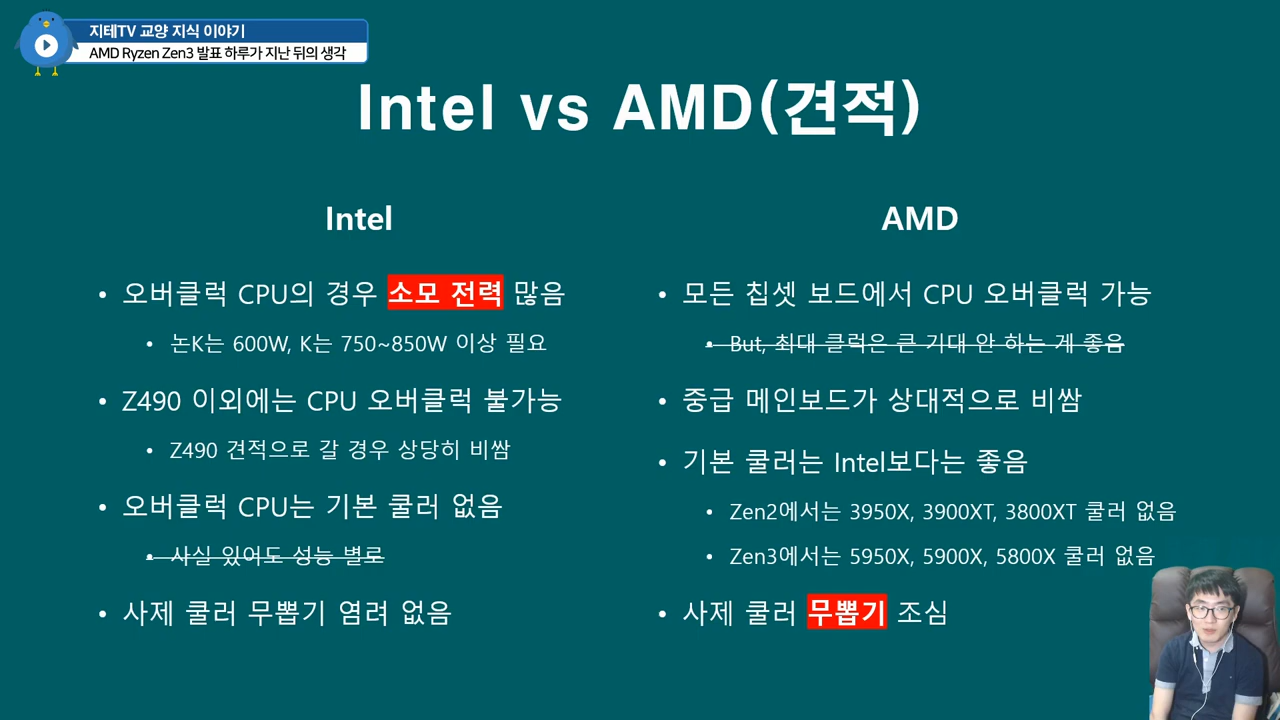 지테TV 교양 지식 이야기
AMD Ryzen Zen3 발표 하루가 지난 뒤의 생각
Intel vs AMD(견적)
Intel
• 오버클럭 CPU의 경우 소모 전력 많음
• 논K는 600W, K는 750~850W 이상 필요
• Z490 이외에는 CPU 오버클럭 불가능
• Z490 견적으로 갈 경우 상당히 비쌈
• 오버클럭 CPU는 기본 쿨러 없음
• 사실 있어도 성능 별로
• 사제 쿨러 무뽑기 염려 없음
AMD
• 모든 칩셋 보드에서 CPU 오버클럭 가능
• But, 최대 클럭은 큰 기대 안 하는 게 좋음
• 중급 메인보드가 상대적으로 비쌈
• 기본 쿨러는 Intel보다는 좋음
• Zen2에서는 3950X, 3900XT, 3800XT 쿨러 없음
• Zen3에서는 5950X, 5900X, 5800X 쿨러 없음
• 사제 쿨러 무뽑기 조심